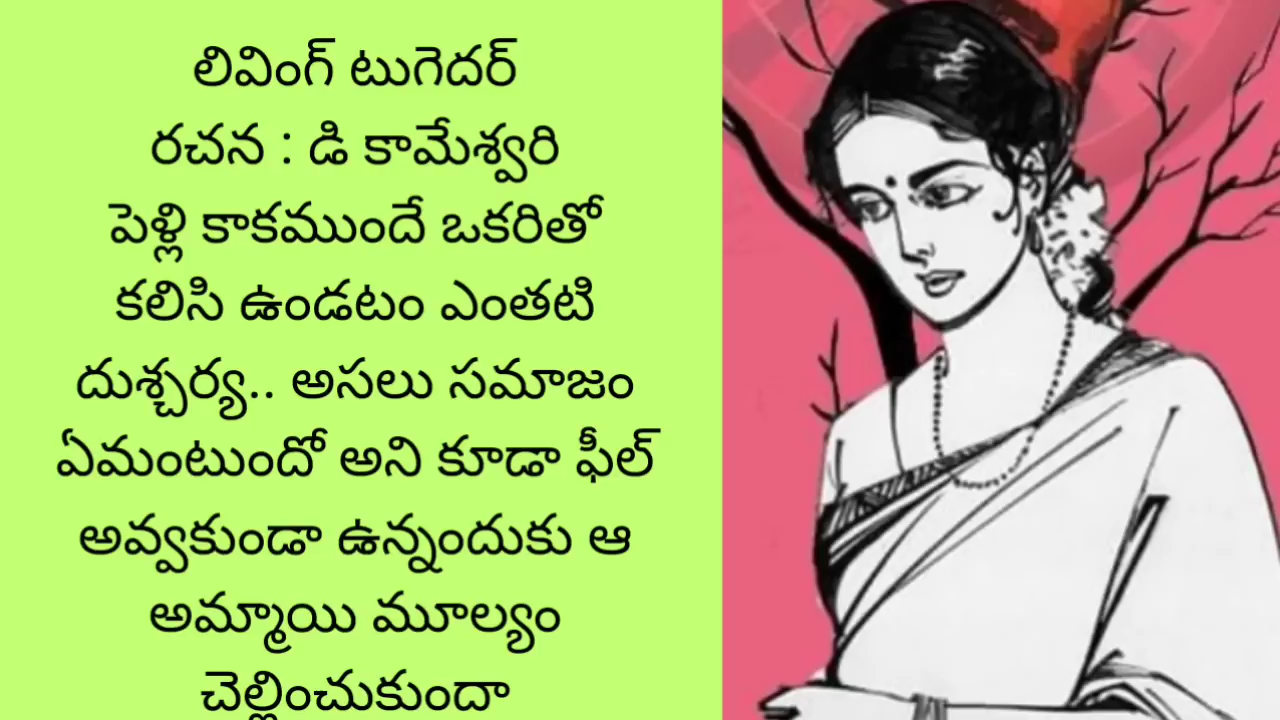 లివింగ్ టుగెదర్
రచన : డి కామేశ్వరి
పెళ్లి కాకముందే ఒకరితో
కలిసి ఉండటం ఎంతటి
దుశ్చర్య.. అసలు సమాజం
ఏమంటుందో అని కూడా ఫీల్
అవ్వకుండా ఉన్నందుకు ఆ
అమ్మాయి మూల్యం
చెల్లించుకుందా